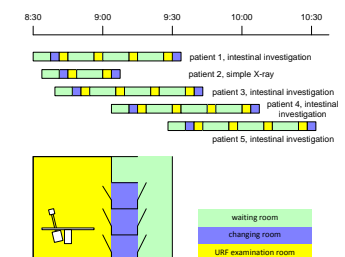 8:30 9:00 9:30 10:00 10:30
patient 1, intestinal investigation
patient 2, simple X-ray
patient 3, intestinal investigation
patient 4, intestinal
investigation
patient 5, intestinal investigation
waiting room
changing room
URF examination room